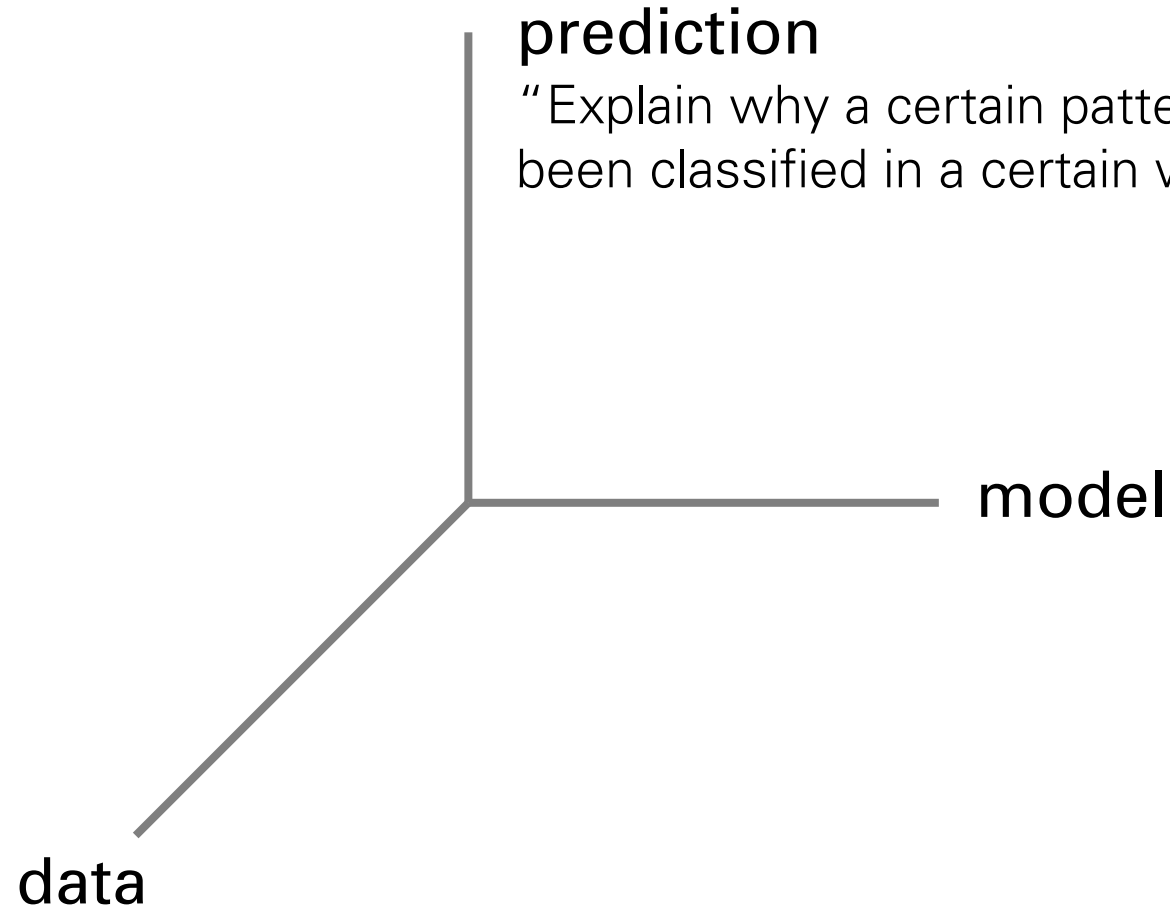 prediction
“Explain why a certain
been classified in a certain
model
data